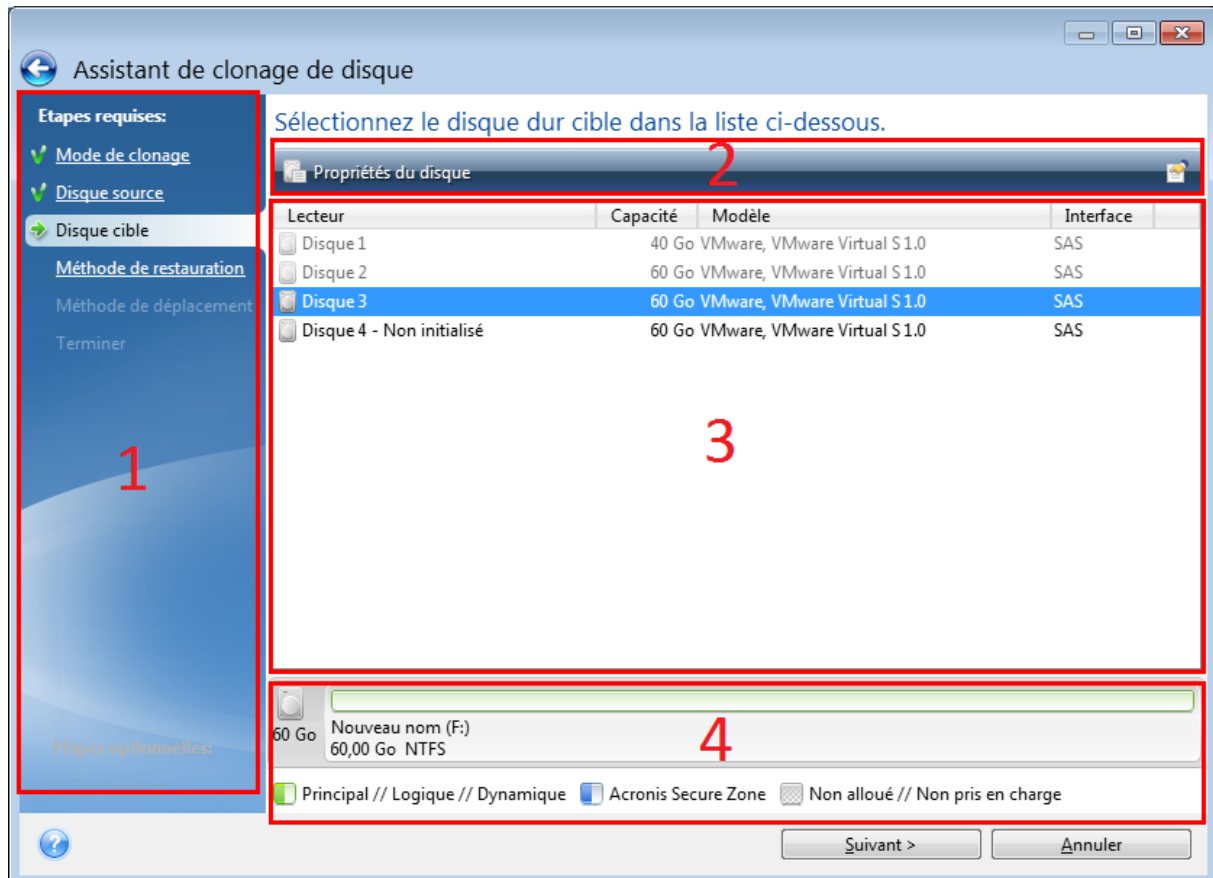 Assistant de clonage de disque
Etapes requises:
Mode de clonage
Disque source
Disque cible
Méthode de restauration
Méthode de déplacement
Terminer
1
Etapes optionnelles:
Sélectionnez le disque dur cible dans la liste ci-dessous.
Propriétés du disque
2
Lecteur Capacité Modèle Interface
Disque 1 40 Go VMware, VMware Virtual S 1.0 SAS
Disque 2 60 Go VMware, VMware Virtual S 1.0 SAS
Disque 3 60 Go VMware, VMware Virtual S 1.0 SAS
Disque 4 - Non initialisé 60 Go VMware, VMware Virtual S 1.0 SAS
3
60 Go
Nouveau nom (F:)
60,00 Go NTFS
4
Principal // Logique // Dynamique Acronis Secure Zone Non alloué // Non pris en charge
? Suivant > Annuler